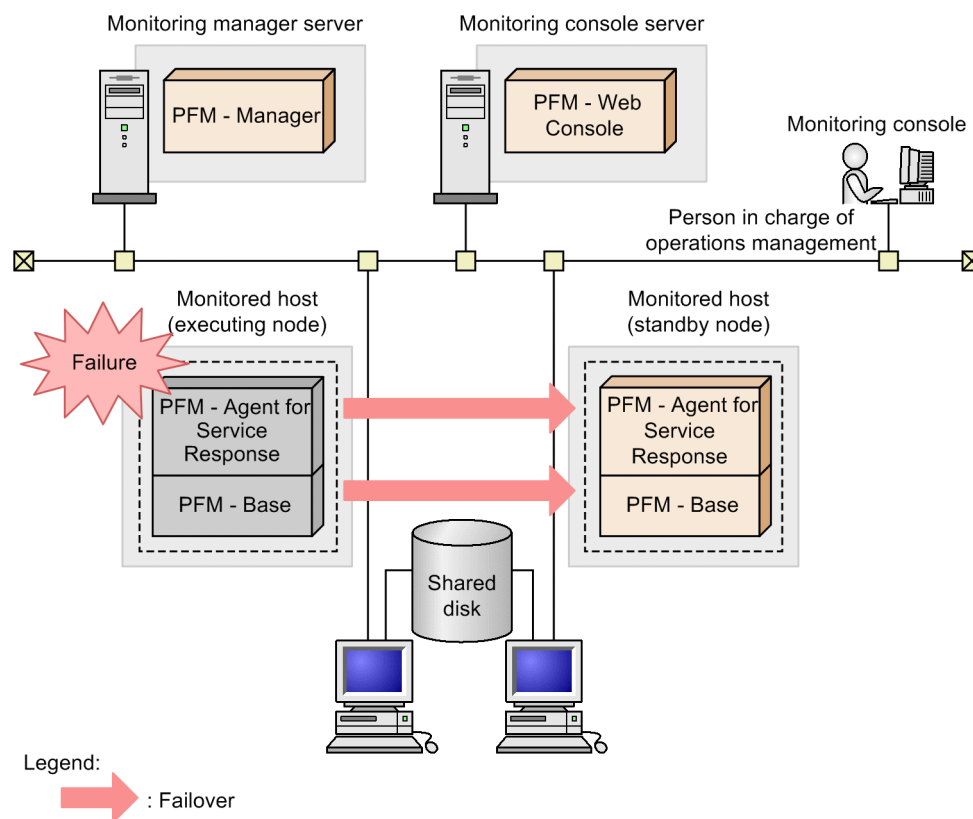 Monitoring manager server
Monitoring console server
PFM - Manager
PFM - Web
Console
Monitoring console
Person in charge of
operations management
Monitored host
(executing node)
Monitored host
(standby node)
Failure
PFM - Agent for
Service
Response
PFM - Base
PFM - Agent for
Service
Response
PFM - Base
Shared
disk
Legend:
: Failover